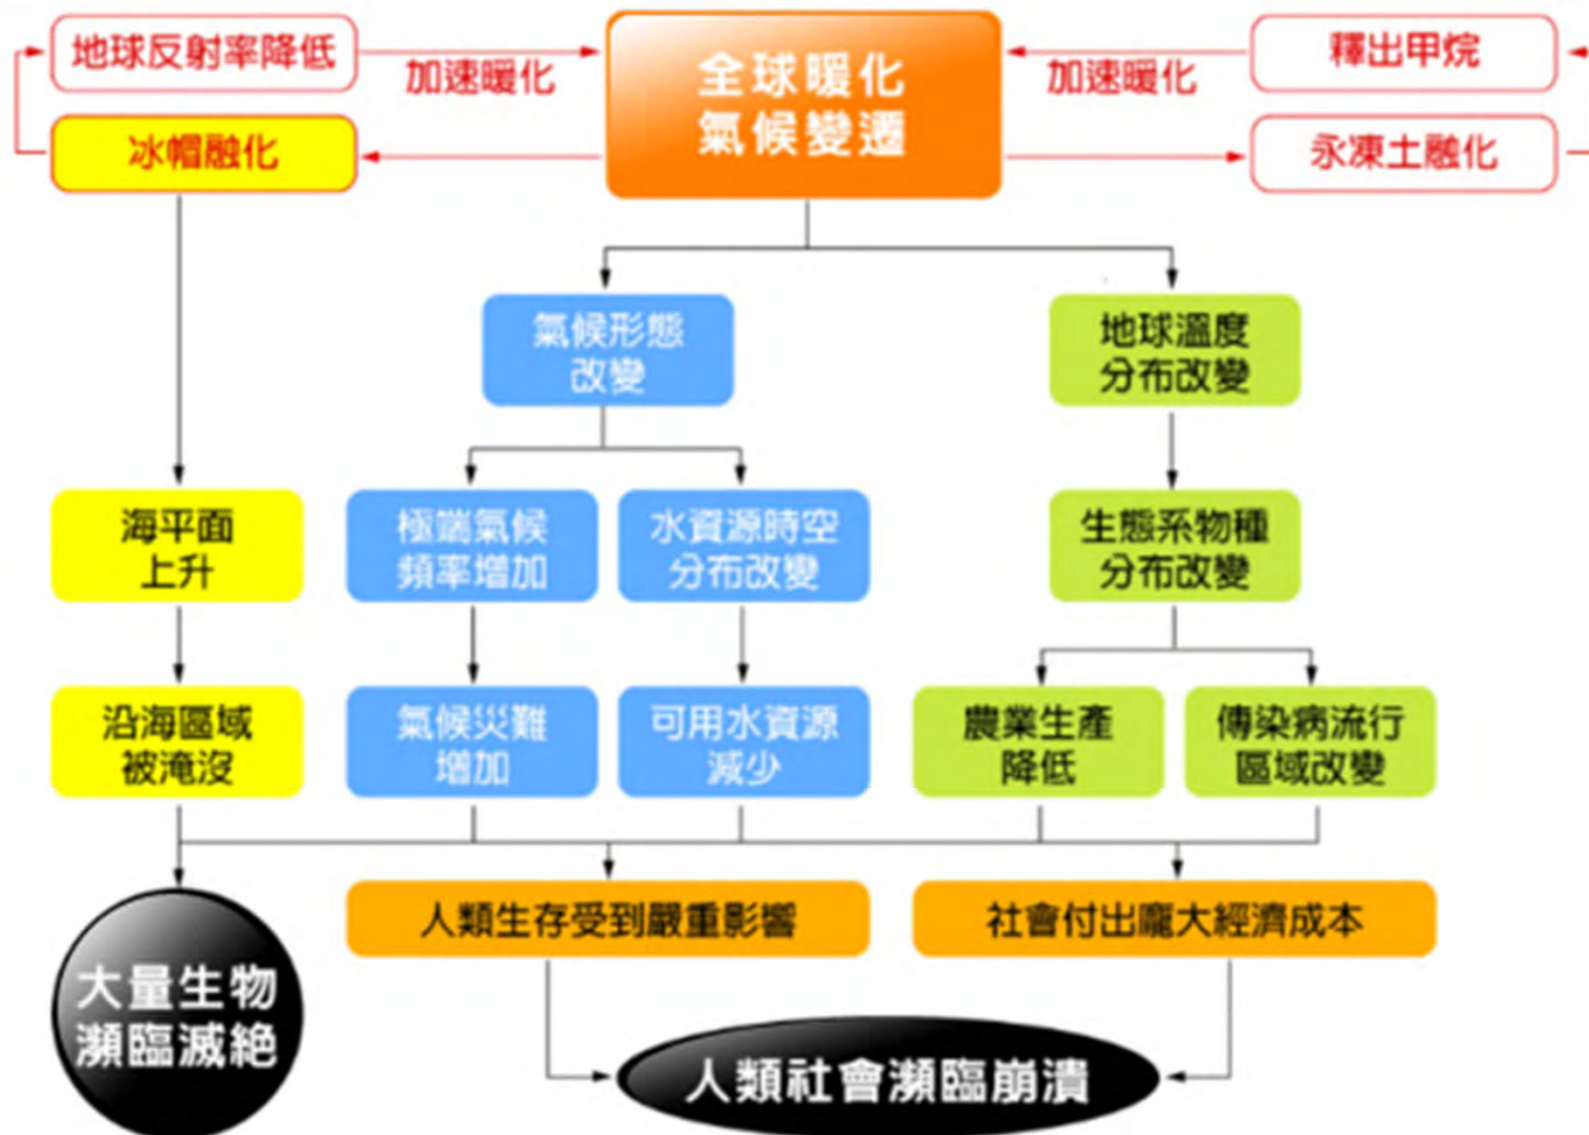 地球反射率降低
加速暖化
全球暖化
氣候變遷
加速暖化
釋出甲烷
冰帽融化
永凍土融化
氣候形態
改變
地球溫度
分布改變
海平面
上升
極端氣候
頻率增加
水資源時空
分布改變
生態系物種
分布改變
沿海區域
被淹沒
氣候災難
增加
可用水資源
減少
農業生產
降低
傳染病流行
區域改變
人類生存受到嚴重影響
社會付出龐大經濟成本
大量生物
瀕臨滅絕
人類社會瀕臨崩潰